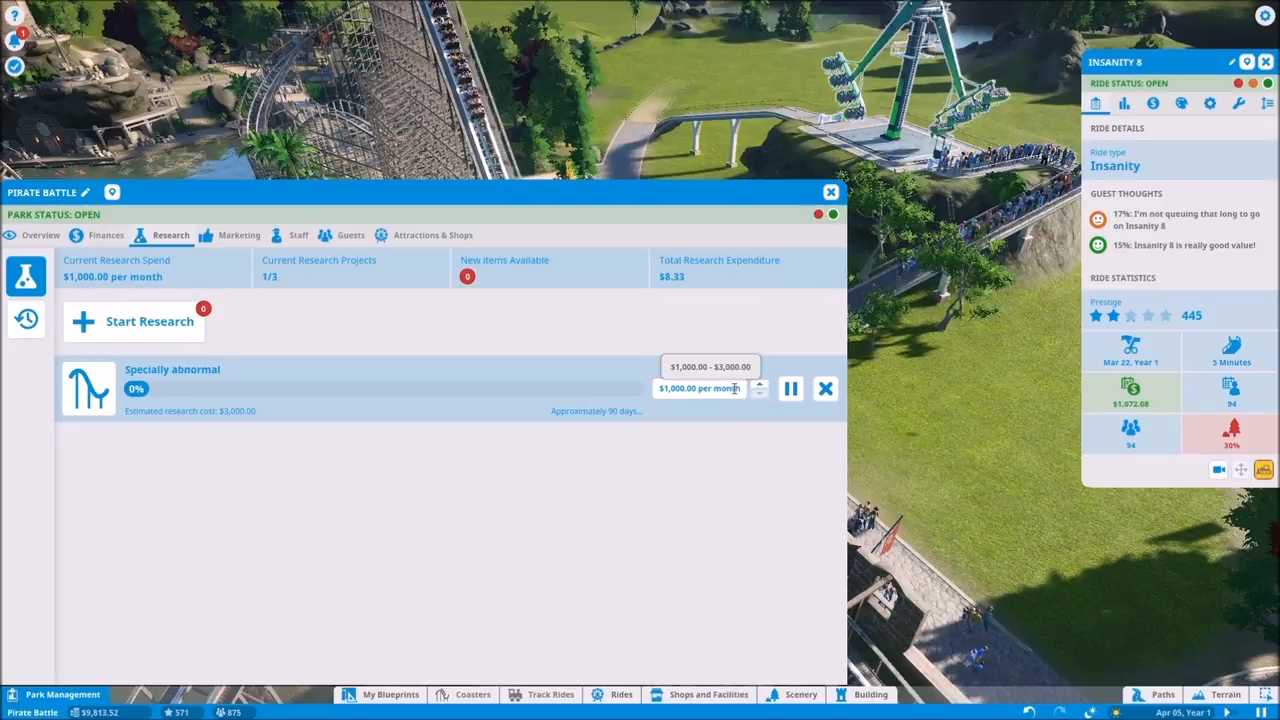 ?
1
INSANITY 8
RIDE STATUS: OPEN
RIDE DETAILS
Ride type
Insanity
GUEST THOUGHTS
17%: I'm not queuing that long to go
on Insanity 8
15%: Insanity 8 is really good value!
RIDE STATISTICS
Prestige
445
Mar 22, Year 1
5 Minutes
$1,072.08
94
94
30%
PIRATE BATTLE
PARK STATUS: OPEN
Overview
Finances
Research
Marketing
Staff
Guests
Attractions & Shops
Current Research Spend
$1,000.00 per month
Current Research Projects
1/3
New Items Available
0
Total Research Expenditure
$8.33
Start Research
0
$1,000.00 - $3,000.00
Specially abnormal
0%
$1,000.00 per month
Estimated research cost: $3,000.00
Approximately 90 days...
Park Management
My Blueprints
Coasters
Track Rides
Rides
Shops and Facilities
Scenery
Building
Paths
Terrain
Pirate Battle
$9,813.52
571
875
Apr 05, Year 1